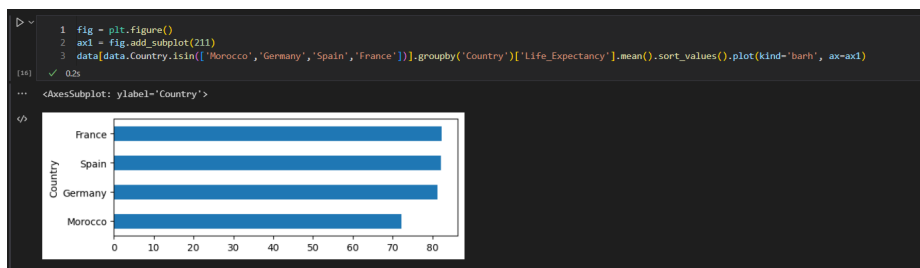 1 fig = plt.figure()
2 ax1 = fig.add_subplot(211)
3 data[data.Country.isin(['Morocco','Germany','Spain','France'])].groupby('Country')['Life_Expectancy'].mean().sort_values().plot(kind='barh', ax=ax1)
[16] ✓ 0.2s
... <AxesSubplot: ylabel='Country'>
</>
Country
France
Spain
Germany
Morocco
0 10 20 30 40 50 60 70 80